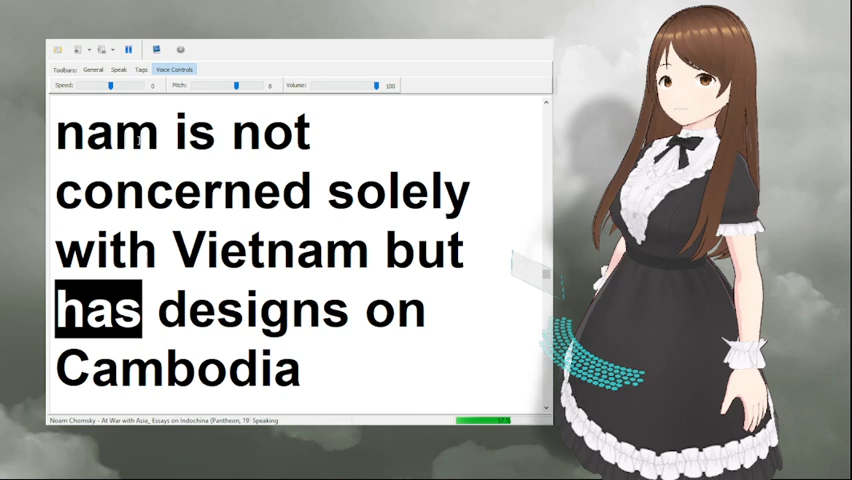 Toolbars: General Speak Tags Voice Controls
Speed: 0 Pitch: 8 Volume: 100
nam is not
concerned solely
with Vietnam but
has designs on
Cambodia
Noam Chomsky - At War with Asia_ Essays on Indochina (Pantheon, 19' Speaking 57%